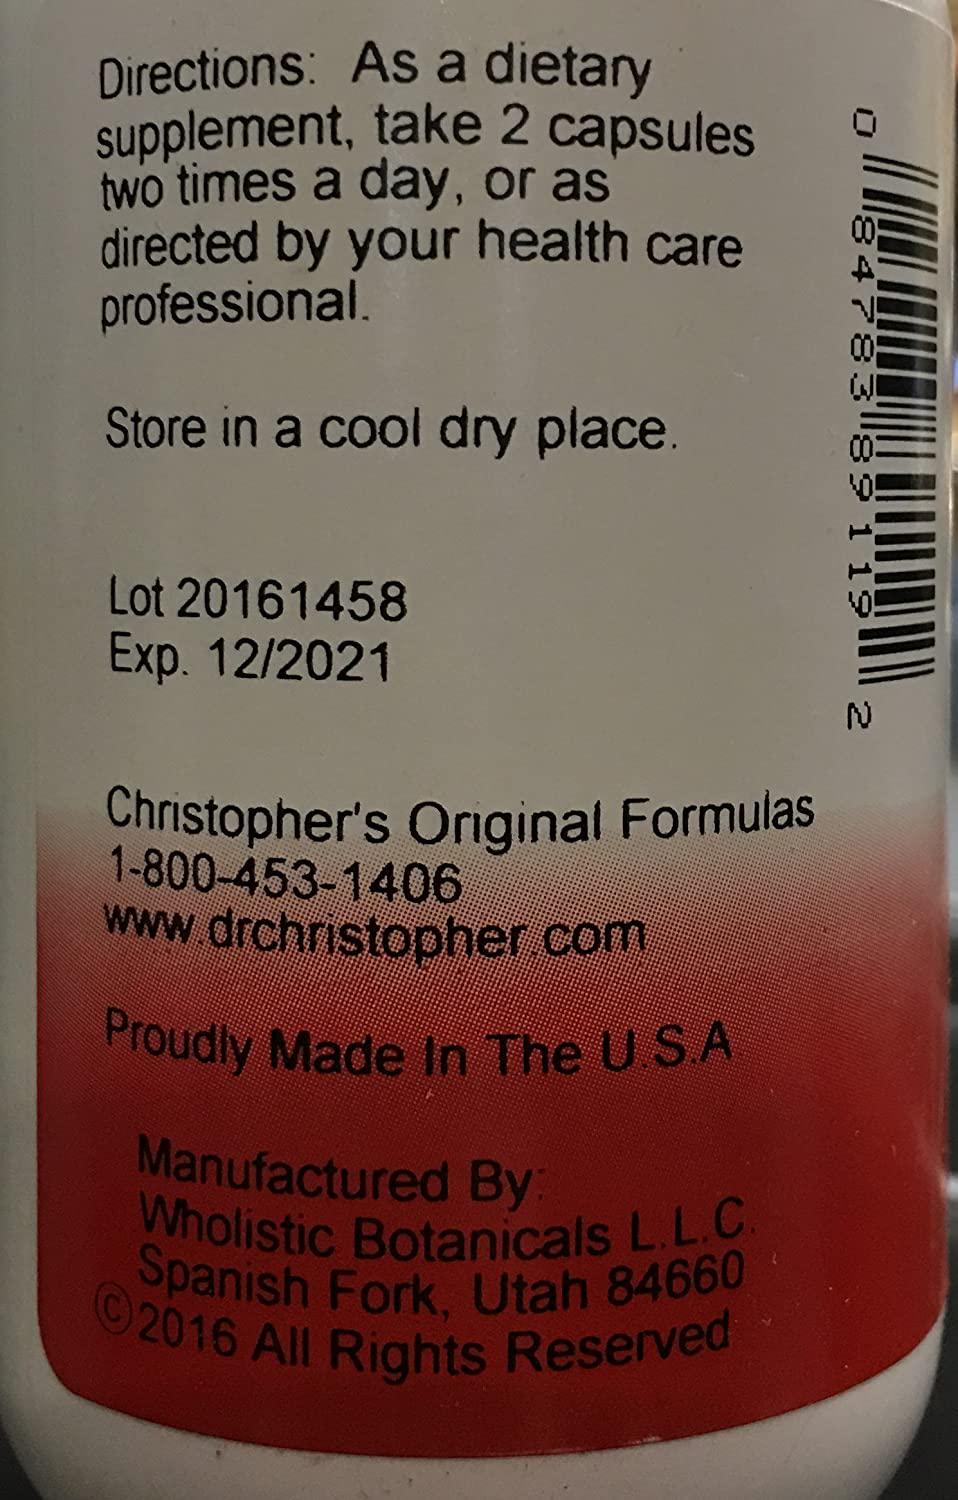 Directions: As a dietary
supplement, take 2 capsules
two times a day, or as
directed by your health care
professional.
Store in a cool dry place.
Lot 20161458
Exp. 12/2021
Christopher's Original Formulas
1-800-453-1406
www.drchristopher.com
Proudly Made In The U.S.A
Manufactured By:
Wholistic Botanicals L.L.C.
Spanish Fork, Utah 84660
©2016 All Rights Reserved
0 84783 89119 2